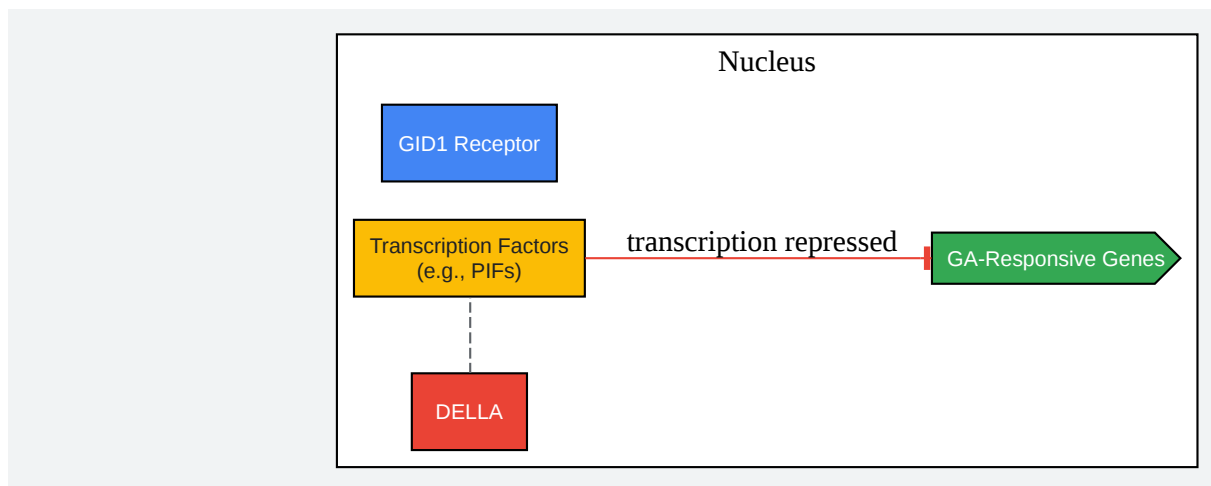 Nucleus
GID1 Receptor
Transcription Factors
(e.g., PIFs)
transcription repressed
GA-Responsive Genes
DELLA